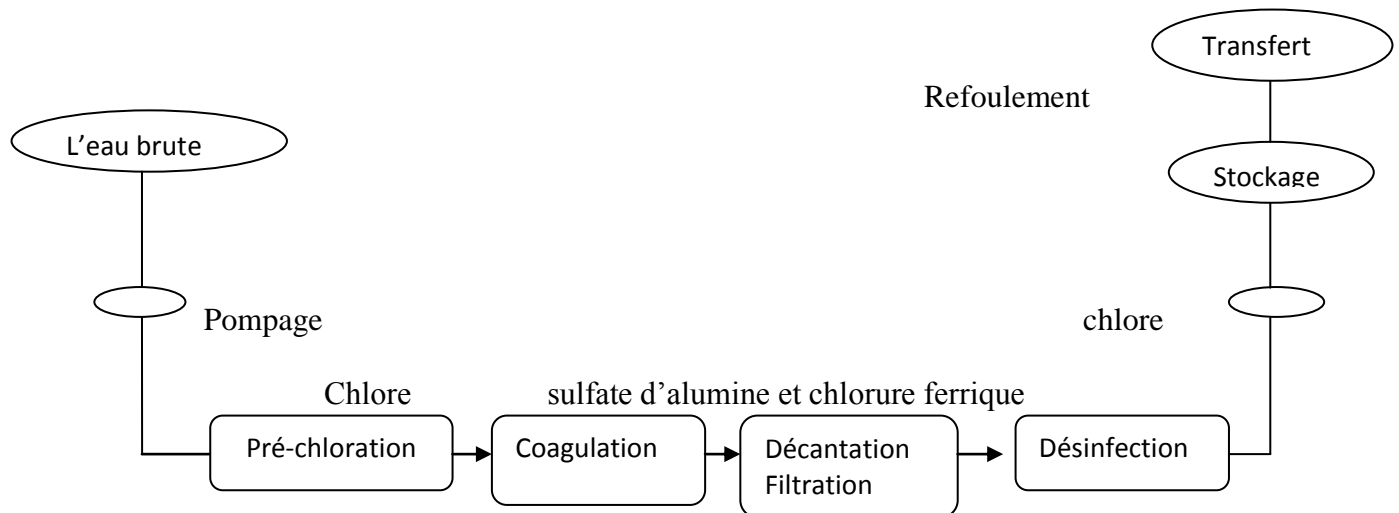 Transfert
Refoulement
L'eau brute
Stockage
Pompage
chlore
Chlore
sulfate d'alumine et chlorure ferrique
Pré-chloration
Coagulation
Décantation
Filtration
Désinfection